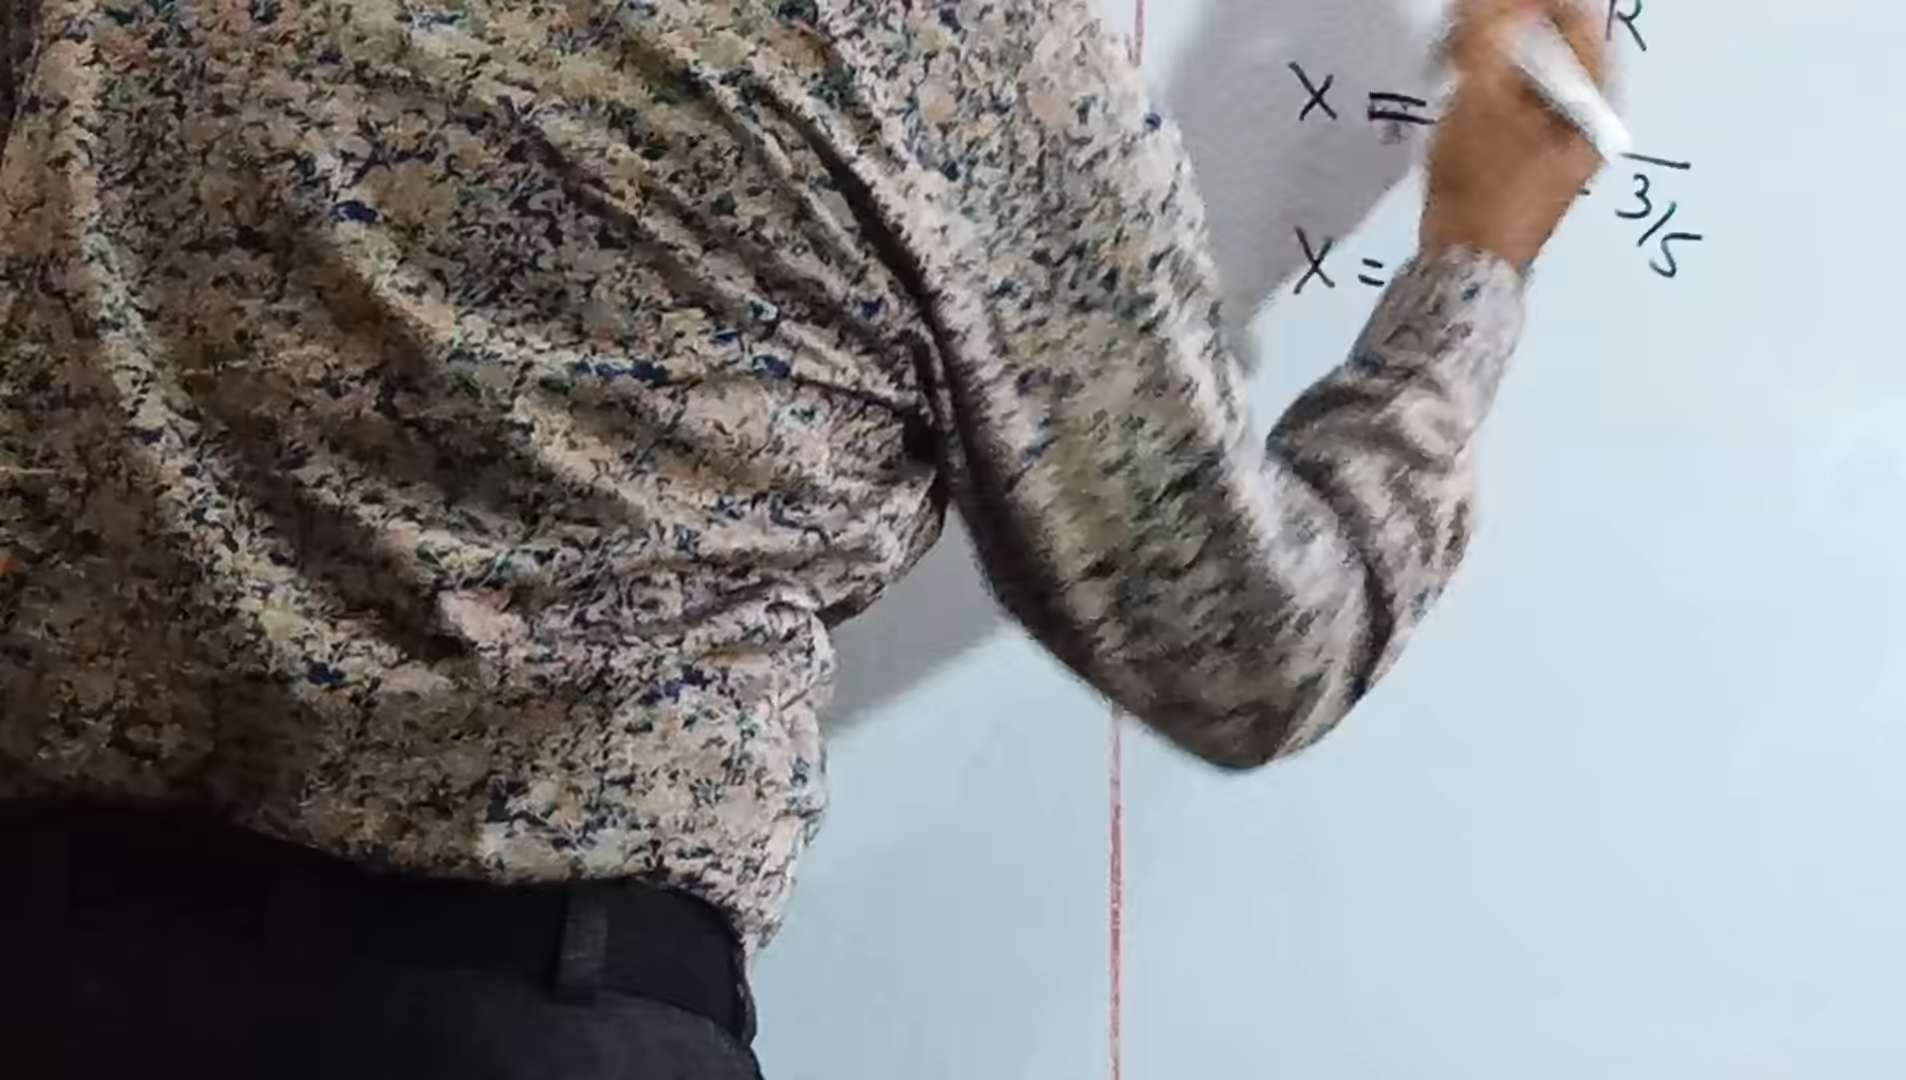 R
X =
3/5
X =